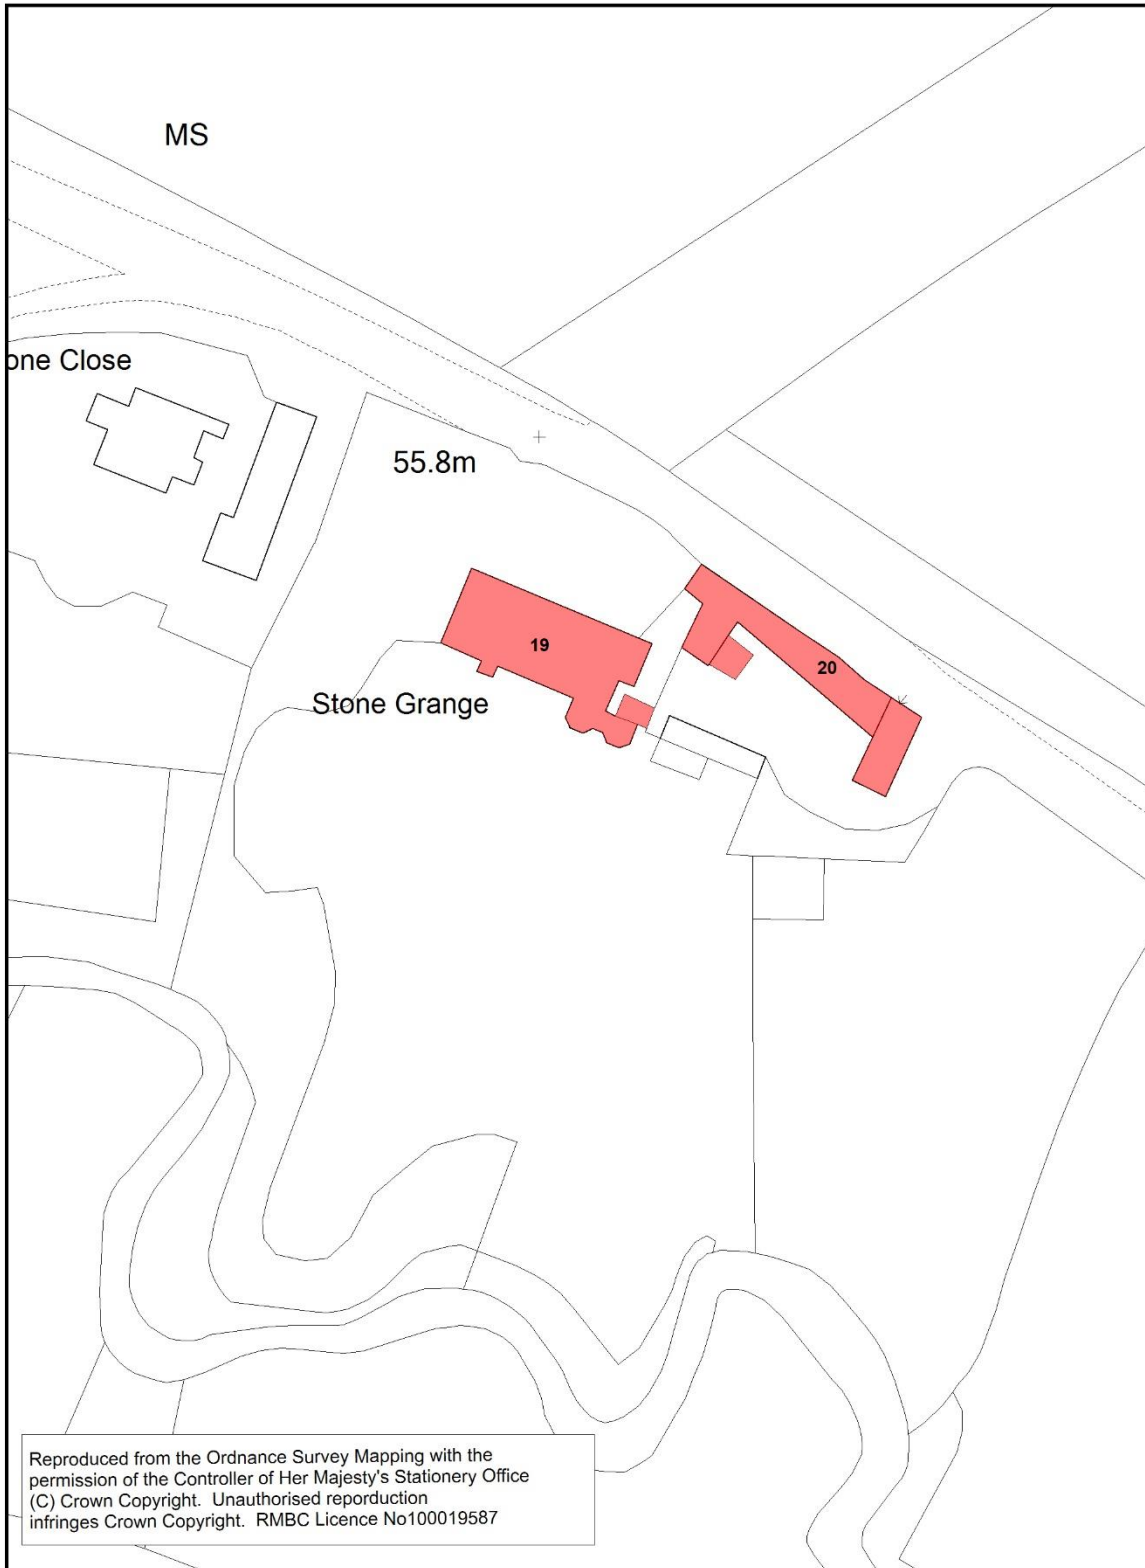 MS
one Close
55.8m
19
20
Stone Grange
Reproduced from the Ordnance Survey Mapping with the
permission of the Controller of Her Majesty's Stationery Office
(C) Crown Copyright. Unauthorised reporduction
infringes Crown Copyright. RMBC Licence No100019587